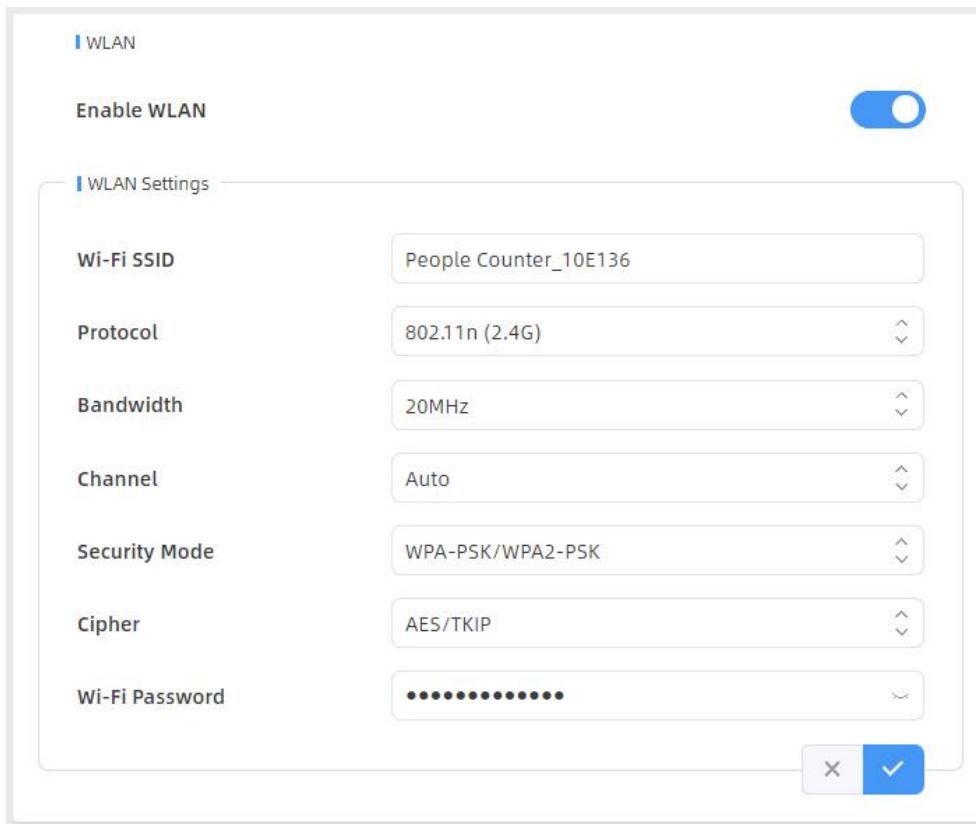 WLAN
Enable WLAN
WLAN Settings
Wi-Fi SSID People Counter_10E136
Protocol 802.11n (2.4G)
Bandwidth 20MHz
Channel Auto
Security Mode WPA-PSK/WPA2-PSK
Cipher AES/TKIP
Wi-Fi Password •••••••••••••